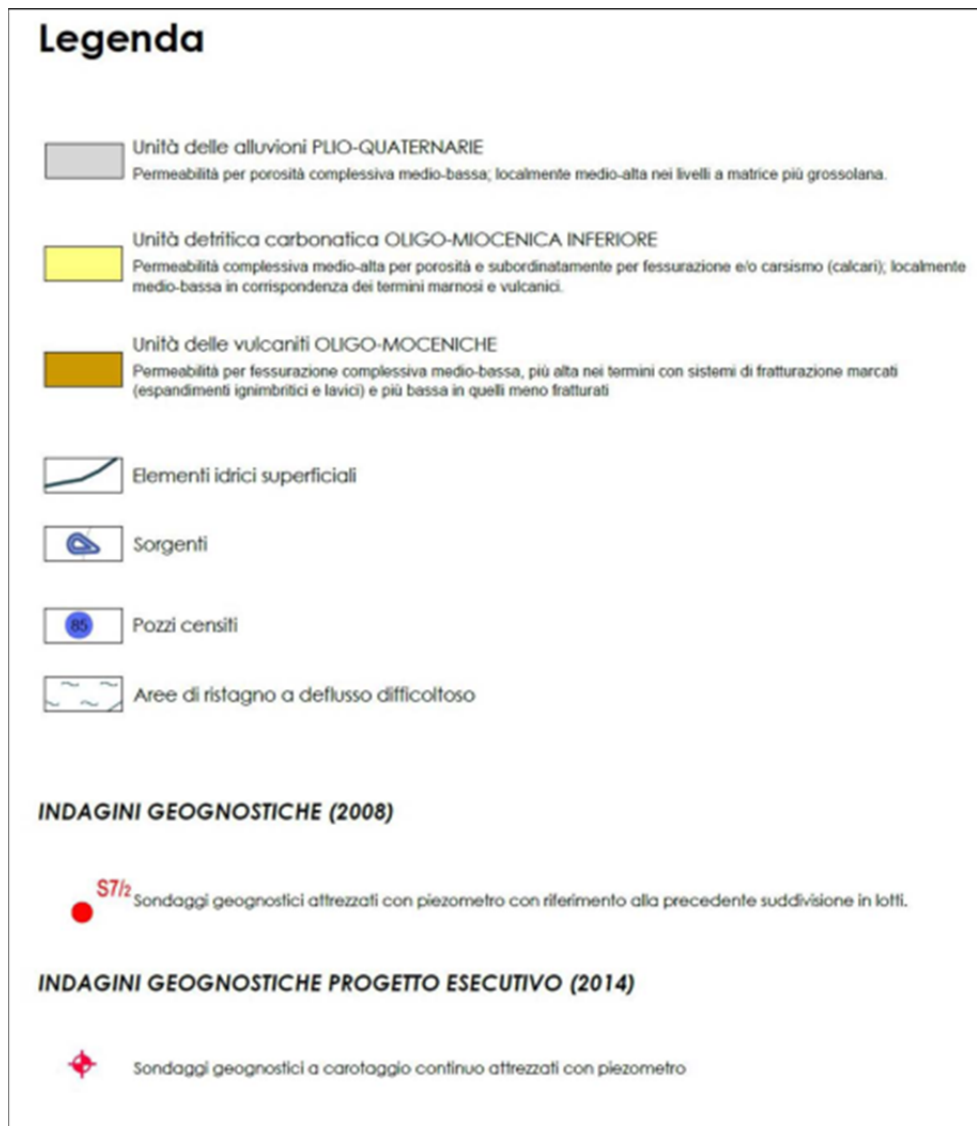 Legenda
Unità delle alluvioni PLIO-QUATERNARIE
Permeabilità per porosità complessiva medio-bassa; localmente medio-alta nei livelli a matrice più grossolana.
Unità detritica carbonatica OLIGO-MIOCENICA INFERIORE
Permeabilità complessiva medio-alta per porosità e subordinatamente per fessurazione e/o carsismo (calcari); localmente
medio-bassa in corrispondenza dei termini marnosi e vulcanici.
Unità delle vulcaniti OLIGO-MOCENICHE
Permeabilità per fessurazione complessiva medio-bassa, più alta nei termini con sistemi di fratturazione marcati
(espandimenti ignimbritici e lavici) e più bassa in quelli meno fratturati
Elementi idrici superficiali
Sorgenti
85 Pozzi censiti
Aree di ristagno a deflusso difficoltoso
INDAGINI GEOGNOSTICHE (2008)
S7/2 Sondaggi geognostici attrezzati con piezometro con riferimento alla precedente suddivisione in lotti.
INDAGINI GEOGNOSTICHE PROGETTO ESECUTIVO (2014)
Sondaggi geognostici a carotaggio continuo attrezzati con piezometro